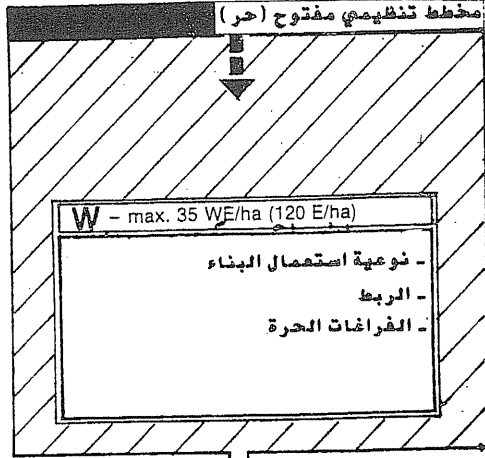 مخطط تنظيمي مفتوح (حر)
W – max. 35 WE/ha (120 E/ha)
- نوعية استعمال البناء
- الربط
- الفراغات الحرة